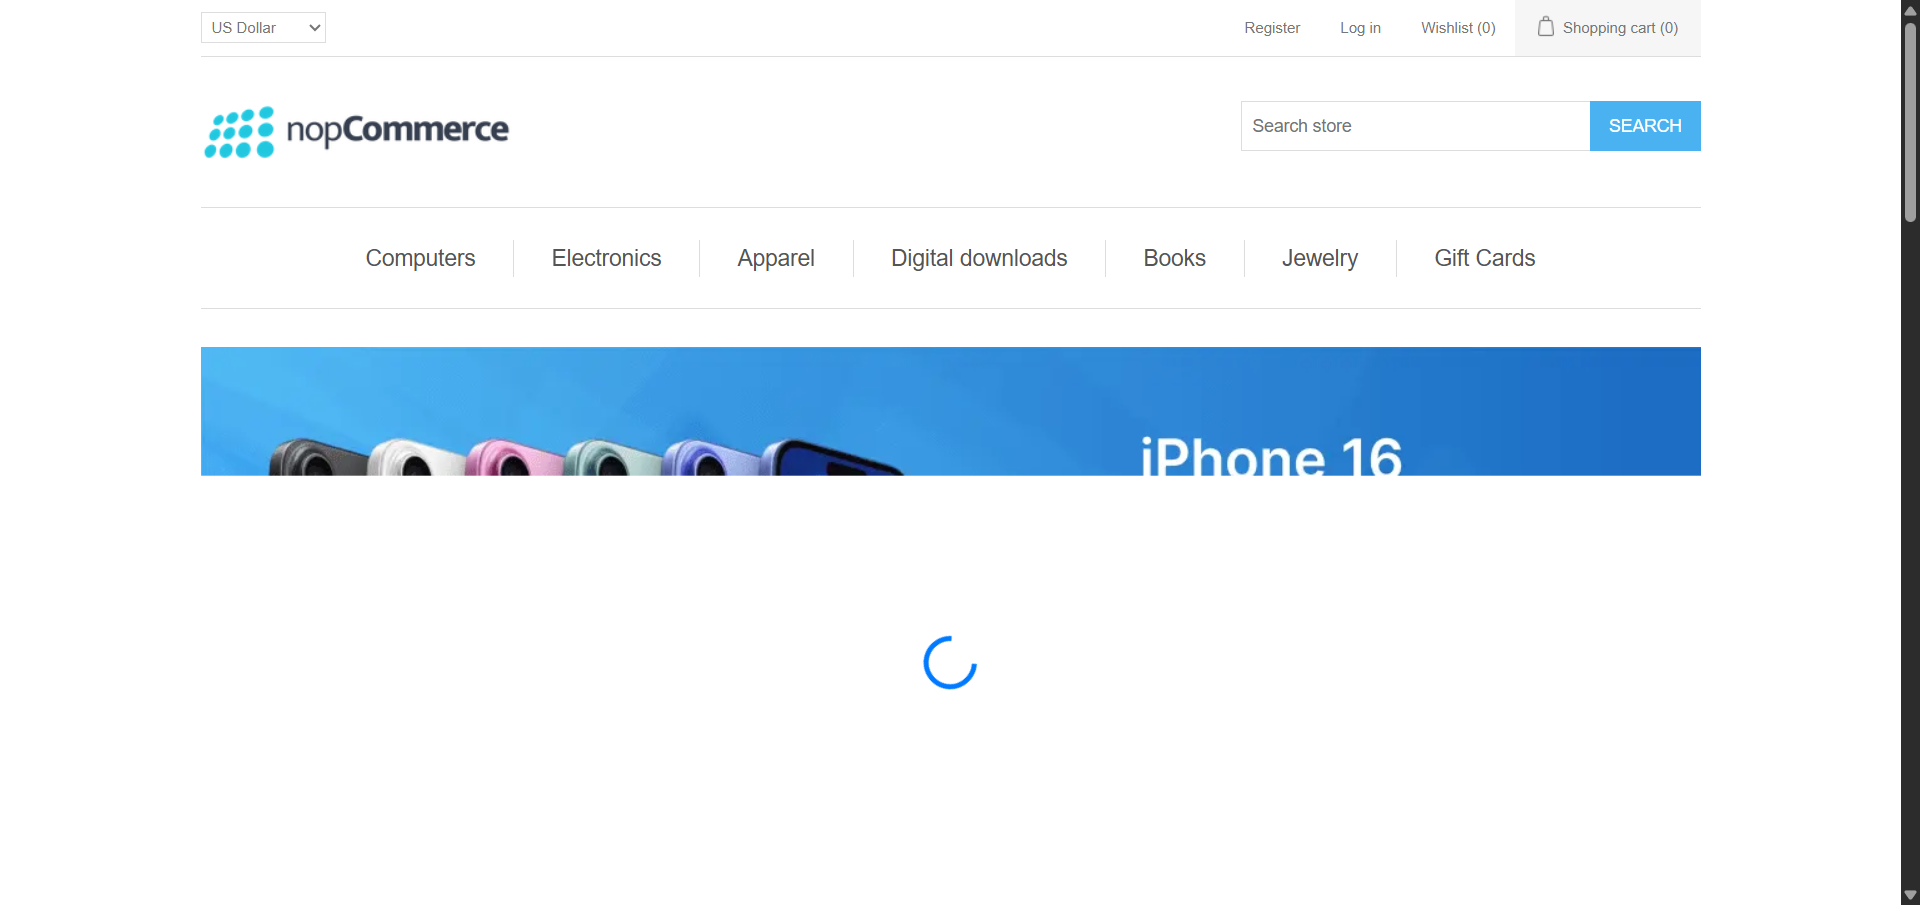 US Dollar
Register
Log in
Wishlist (0)
Shopping cart (0)
nopCommerce
Search store
SEARCH
Computers
Electronics
Apparel
Digital downloads
Books
Jewelry
Gift Cards
iPhone 16